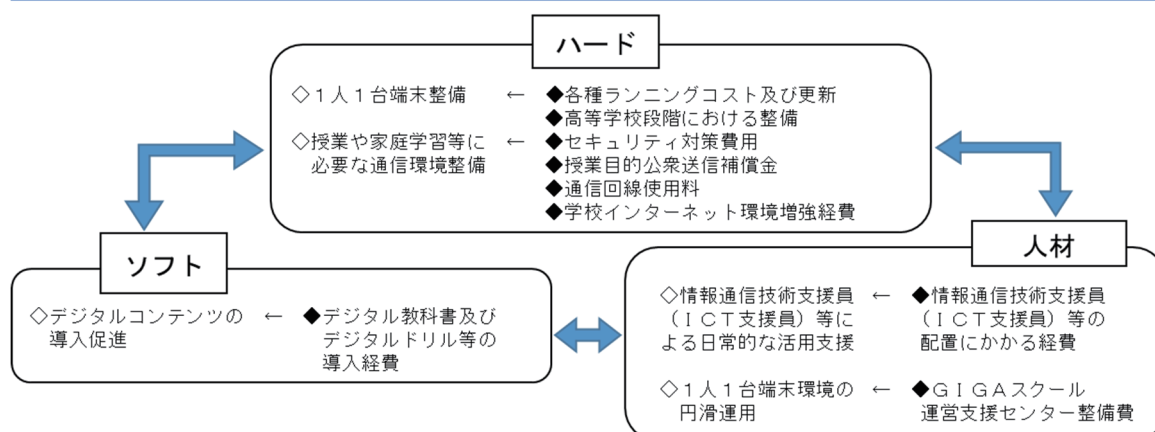 ハード
◇１人１台端末整備 ← ◆各種ランニングコスト及び更新
◆高等学校段階における整備
◇授業や家庭学習等に ← ◆セキュリティ対策費用
必要な通信環境整備 ◆授業目的公衆送信補償金
◆通信回線使用料
◆学校インターネット環境増強経費
ソフト
◇デジタルコンテンツの ← ◆デジタル教科書及び
導入促進 デジタルドリル等の
導入経費
人材
◇情報通信技術支援員 ← ◆情報通信技術支援員
（ＩＣＴ支援員）等に （ＩＣＴ支援員）等の
よる日常的な活用支援 配置にかかる経費
◇１人１台端末環境の ← ◆ＧＩＧＡスクール
円滑運用 運営支援センター整備費